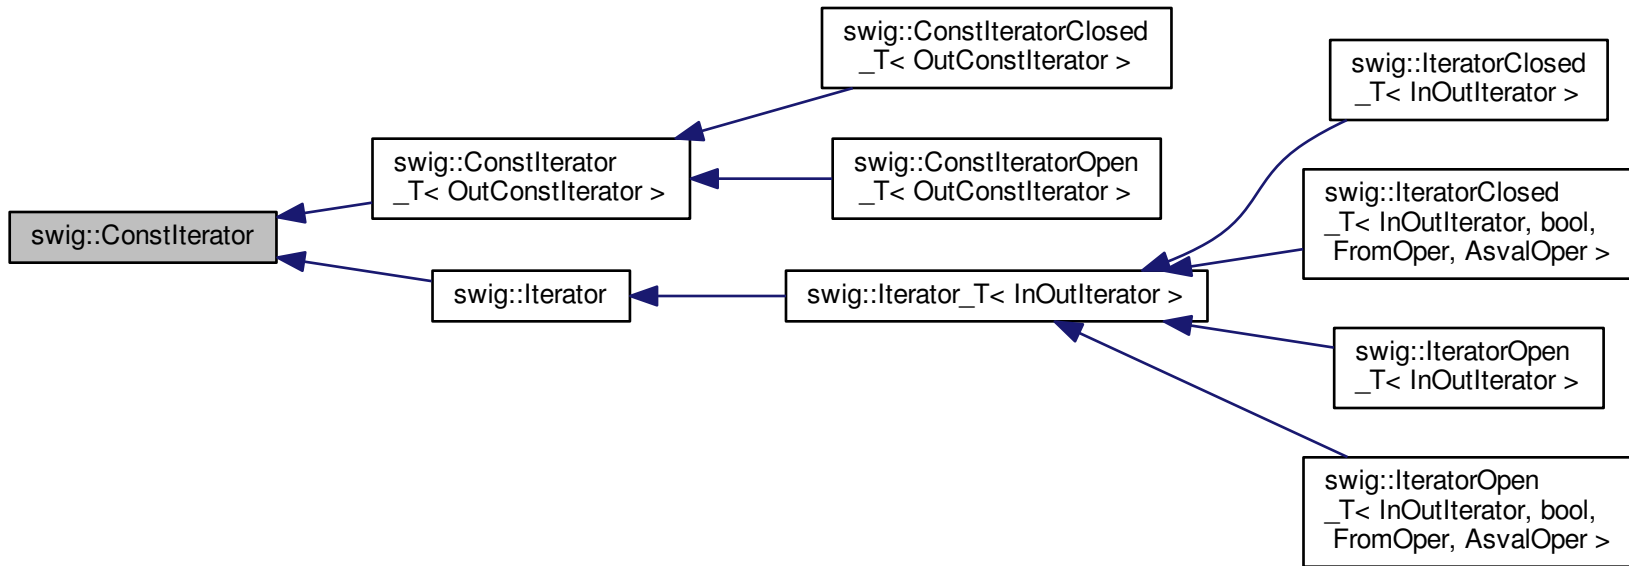 swig::ConstIterator
swig::ConstIterator
_T< OutConstIterator >
swig::Iterator
swig::ConstIteratorClosed
_T< OutConstIterator >
swig::ConstIteratorOpen
_T< OutConstIterator >
swig::Iterator_T< InOutIterator >
swig::IteratorClosed
_T< InOutIterator >
swig::IteratorClosed
_T< InOutIterator, bool,
FromOper, AsvalOper >
swig::IteratorOpen
_T< InOutIterator >
swig::IteratorOpen
_T< InOutIterator, bool,
FromOper, AsvalOper >